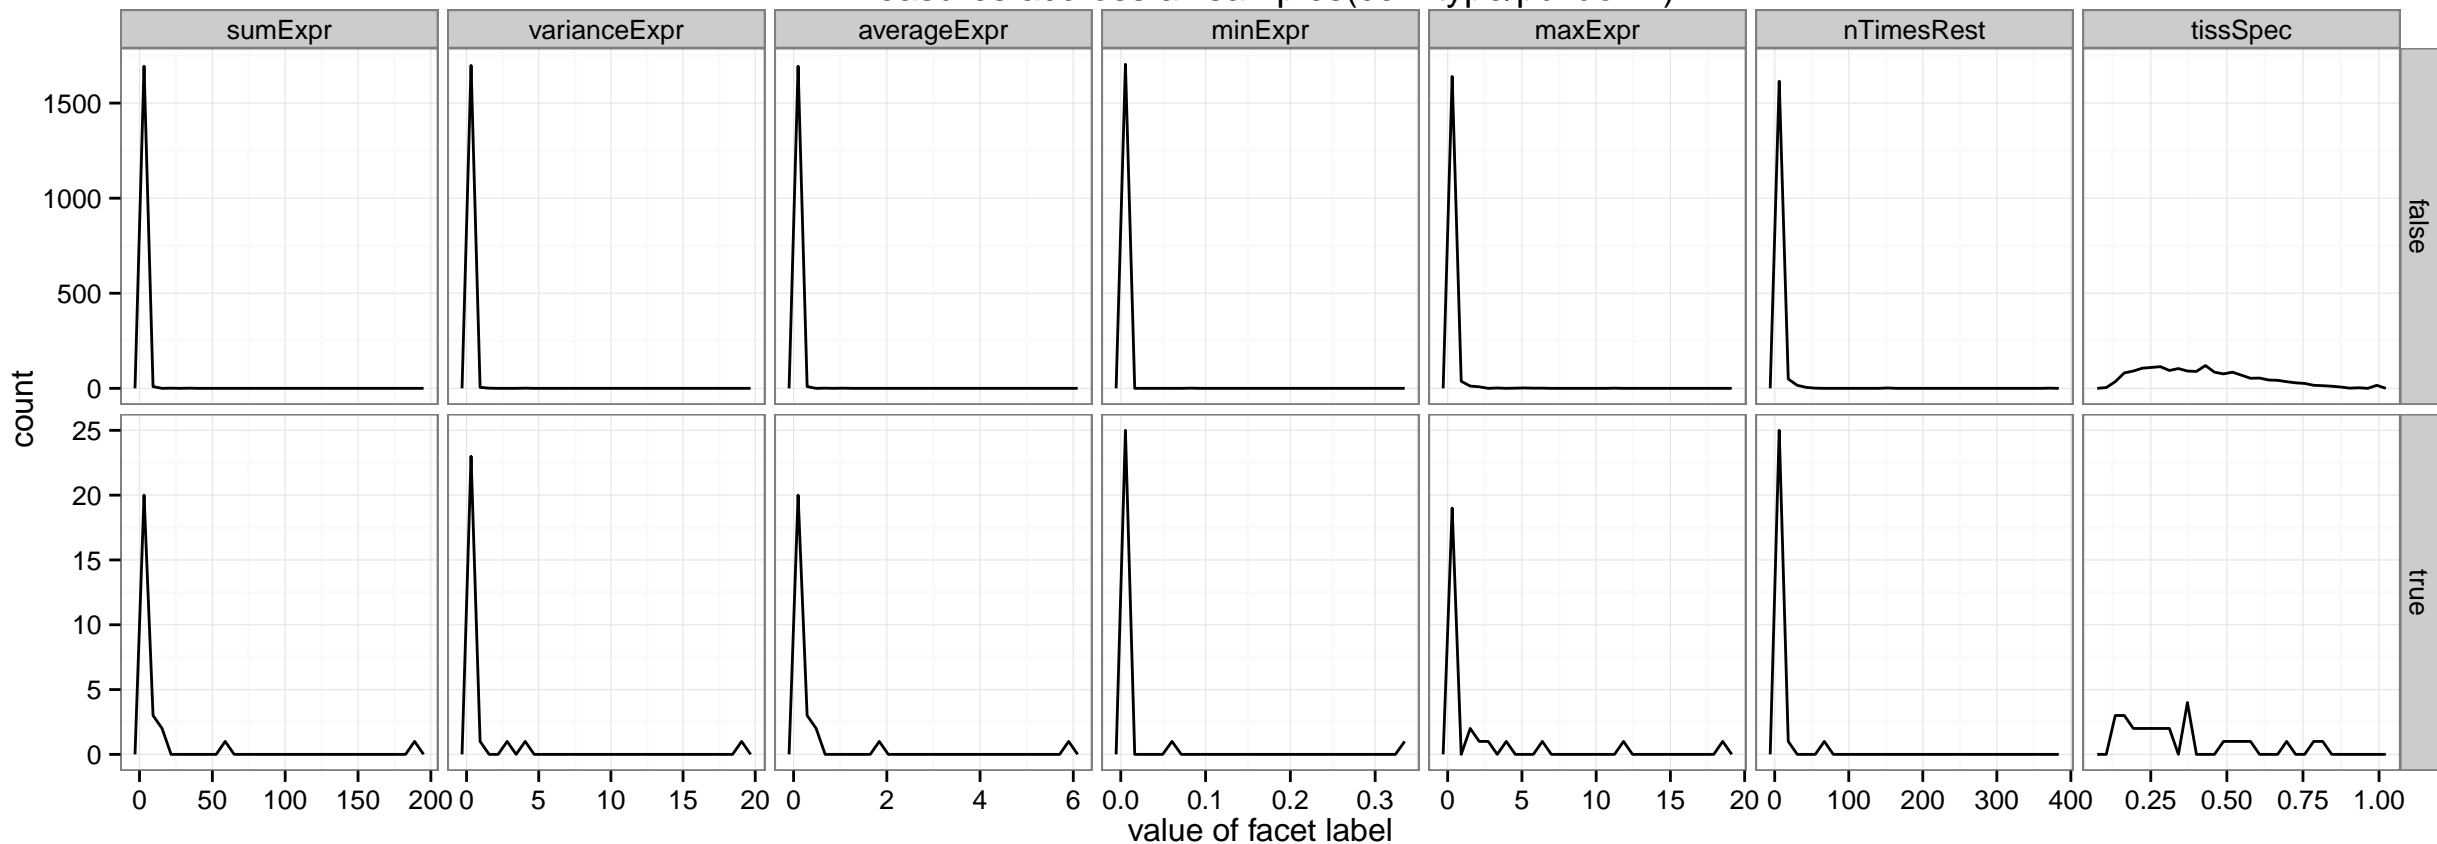 sumExpr varianceExpr averageExpr minExpr maxExpr nTimesRest tissSpec
1500
1000
500
0
false
25
20
15
10
5
0
true
count
0 50 100 150 200 0 5 10 15 20 0 2 4 6 0.0 0.1 0.2 0.3 0 5 10 15 20 0 100 200 300 400 0.25 0.50 0.75 1.00
value of facet label